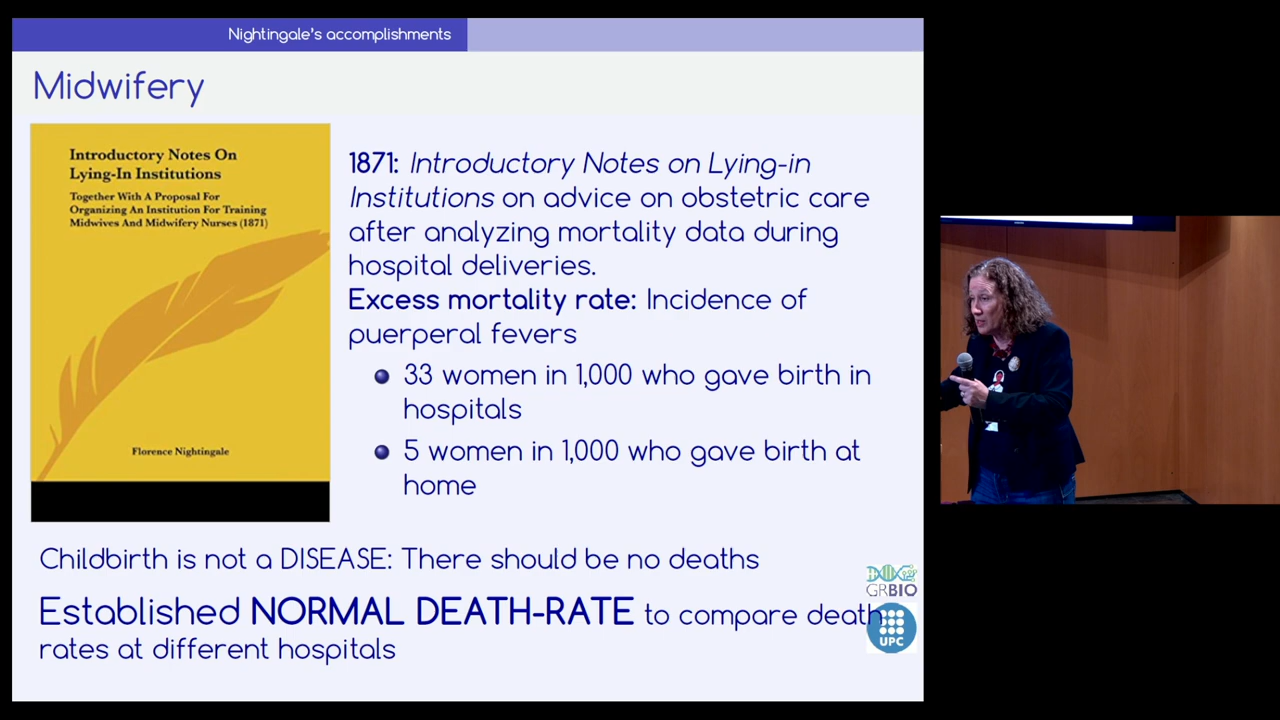 Nightingale's accomplishments
Midwifery
Introductory Notes On
Lying-In Institutions
Together With A Proposal For
Organizing An Institution For Training
Midwives And Midwifery Nurses (1871)
Florence Nightingale
1871: Introductory Notes on Lying-in
Institutions on advice on obstetric care
after analyzing mortality data during
hospital deliveries.
Excess mortality rate: Incidence of
puerperal fevers
33 women in 1,000 who gave birth in
hospitals
5 women in 1,000 who gave birth at
home
Childbirth is not a DISEASE: There should be no deaths
Established NORMAL DEATH-RATE to compare death
rates at different hospitals
GRBIO
UPC